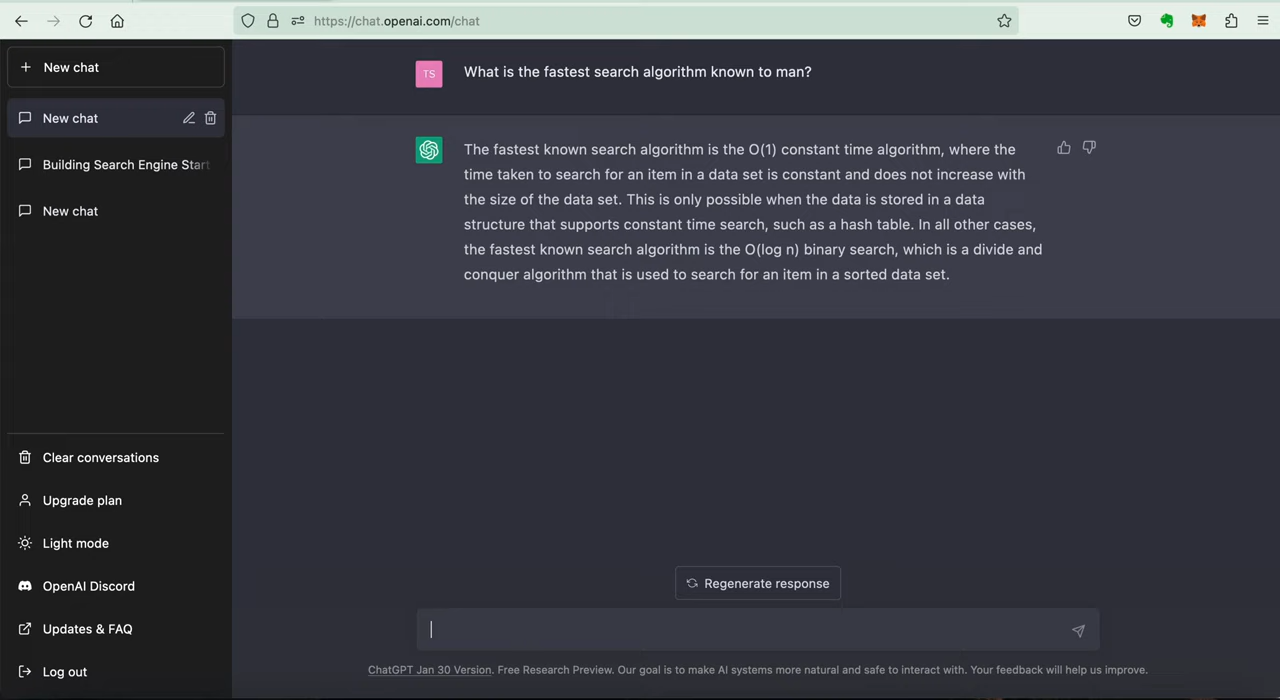 https://chat.openai.com/chat
New chat
New chat
Building Search Engine Start
New chat
Clear conversations
Upgrade plan
Light mode
OpenAI Discord
Updates & FAQ
Log out
TS
What is the fastest search algorithm known to man?
The fastest known search algorithm is the O(1) constant time algorithm, where the
time taken to search for an item in a data set is constant and does not increase with
the size of the data set. This is only possible when the data is stored in a data
structure that supports constant time search, such as a hash table. In all other cases,
the fastest known search algorithm is the O(log n) binary search, which is a divide and
conquer algorithm that is used to search for an item in a sorted data set.
Regenerate response
ChatGPT Jan 30 Version. Free Research Preview. Our goal is to make AI systems more natural and safe to interact with. Your feedback will help us improve.